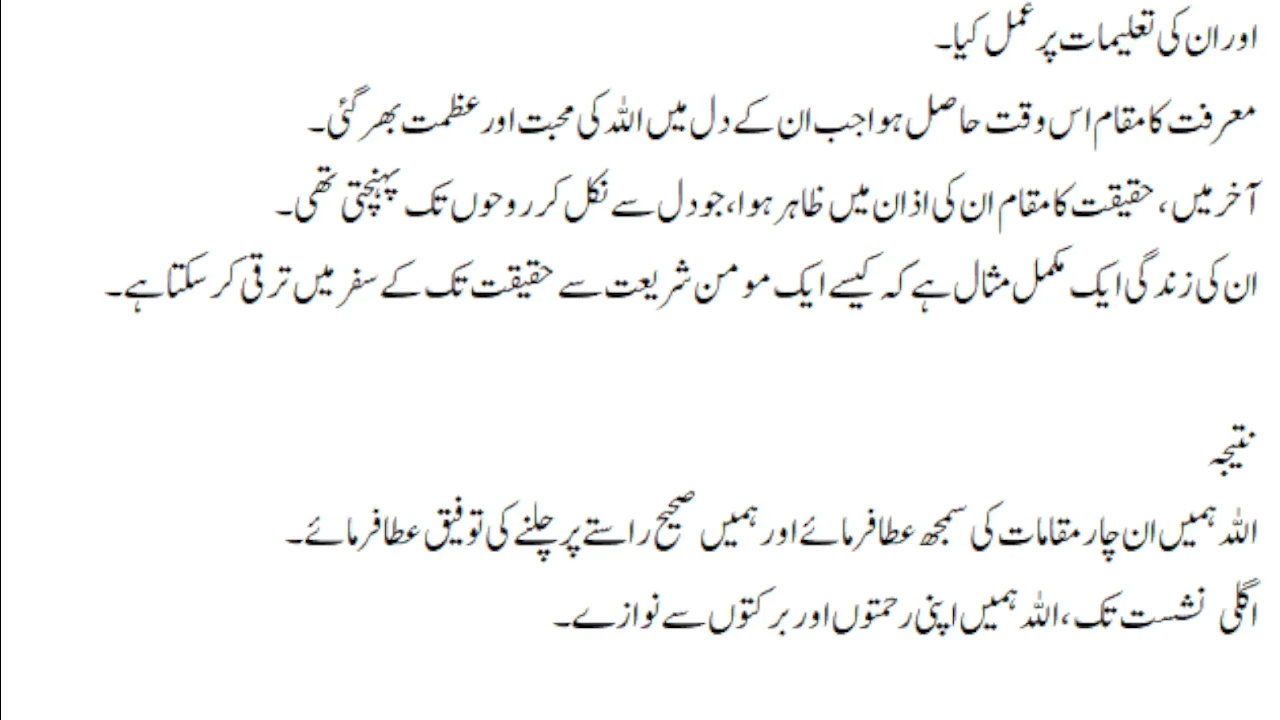 اور ان کی تعلیمات پر عمل کیا۔
معرفت کا مقام اس وقت حاصل ہوا جب ان کے دل میں اللہ کی محبت اور عظمت بھر گئی۔
آخر میں، حقیقت کا مقام ان کی اذان میں ظاہر ہوا، جو دل سے نکل کر روحوں تک پہنچتی تھی۔
ان کی زندگی ایک مکمل مثال ہے کہ کیسے ایک مومن شریعت سے حقیقت تک کے سفر میں ترقی کر سکتا ہے۔
نتیجہ
اللہ ہمیں ان چار مقامات کی سمجھ عطا فرمائے اور ہمیں صحیح راستے پر چلنے کی توفیق عطا فرمائے۔
اگلی نشست تک، اللہ ہمیں اپنی رحمتوں اور برکتوں سے نوازے۔